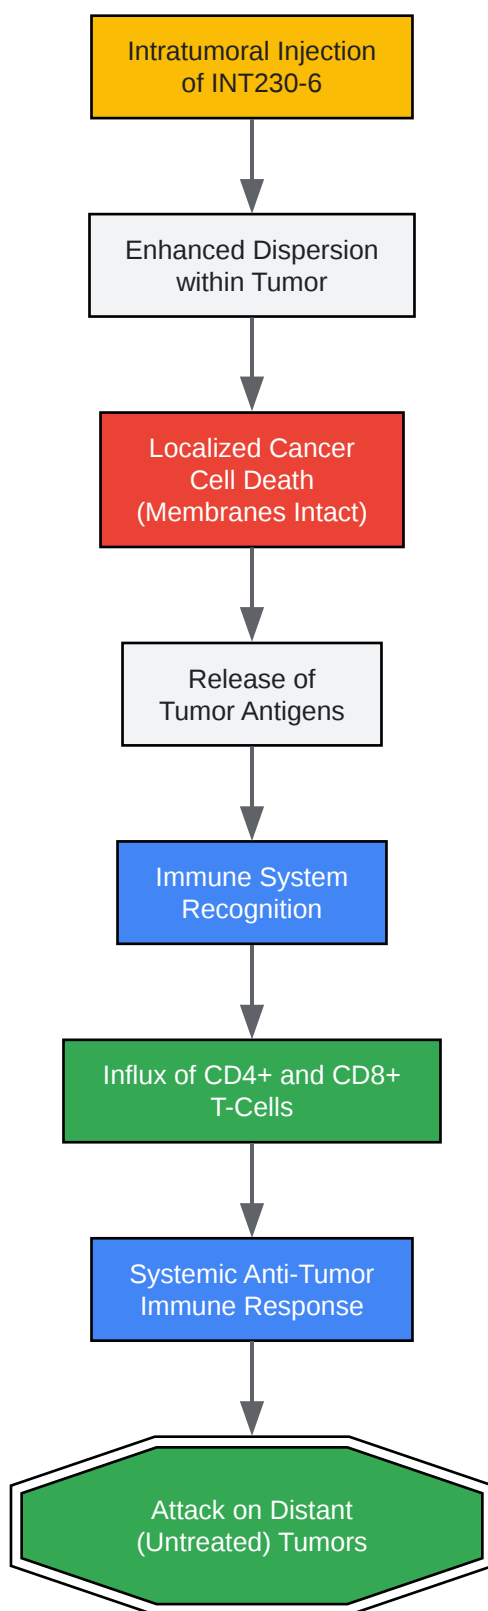 Intratumoral Injection
of INT230-6
Enhanced Dispersion
within Tumor
Localized Cancer
Cell Death
(Membranes Intact)
Release of
Tumor Antigens
Immune System
Recognition
Influx of CD4+ and CD8+
T-Cells
Systemic Anti-Tumor
Immune Response
Attack on Distant
(Untreated) Tumors